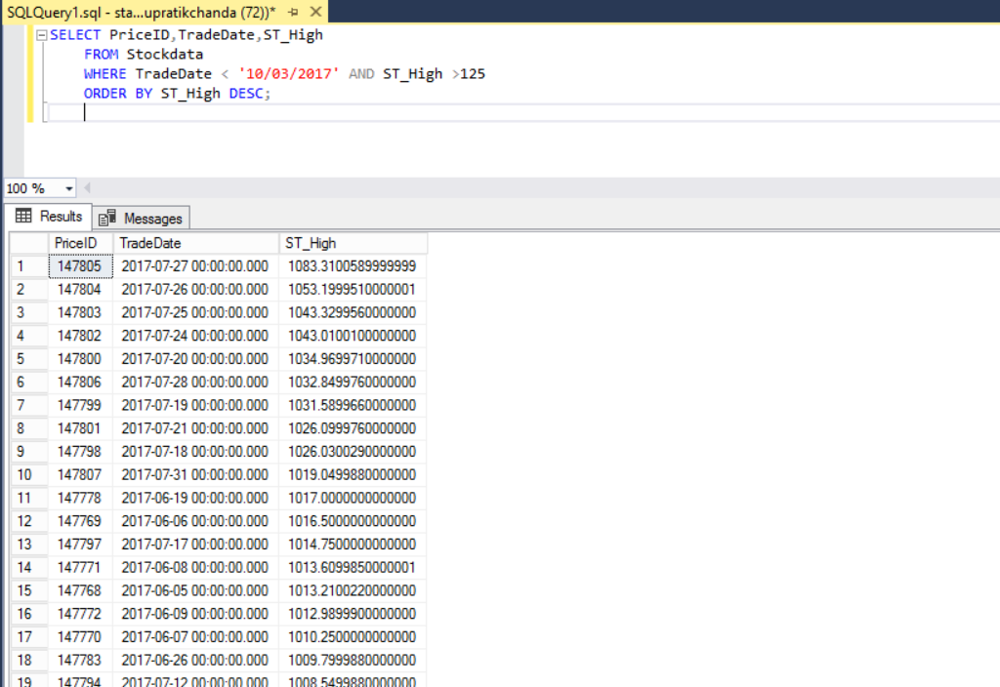 SQLQuery1.sql - sta...upratikchanda (72))*
SELECT PriceID,TradeDate,ST_High
FROM Stockdata
WHERE TradeDate < '10/03/2017' AND ST_High >125
ORDER BY ST_High DESC;
100 %
Results Messages
PriceID TradeDate ST_High
1 147805 2017-07-27 00:00:00.000 1083.3100589999999
2 147804 2017-07-26 00:00:00.000 1053.1999510000001
3 147803 2017-07-25 00:00:00.000 1043.3299560000000
4 147802 2017-07-24 00:00:00.000 1043.0100100000000
5 147800 2017-07-20 00:00:00.000 1034.9699710000000
6 147806 2017-07-28 00:00:00.000 1032.8499760000000
7 147799 2017-07-19 00:00:00.000 1031.5899660000000
8 147801 2017-07-21 00:00:00.000 1026.0999760000000
9 147798 2017-07-18 00:00:00.000 1026.0300290000000
10 147807 2017-07-31 00:00:00.000 1019.0499880000000
11 147778 2017-06-19 00:00:00.000 1017.0000000000000
12 147769 2017-06-06 00:00:00.000 1016.5000000000000
13 147797 2017-07-17 00:00:00.000 1014.7500000000000
14 147771 2017-06-08 00:00:00.000 1013.6099850000001
15 147768 2017-06-05 00:00:00.000 1013.2100220000000
16 147772 2017-06-09 00:00:00.000 1012.9899900000000
17 147770 2017-06-07 00:00:00.000 1010.2500000000000
18 147783 2017-06-26 00:00:00.000 1009.7999880000000
19 147794 2017-07-12 00:00:00.000 1008.5499880000000